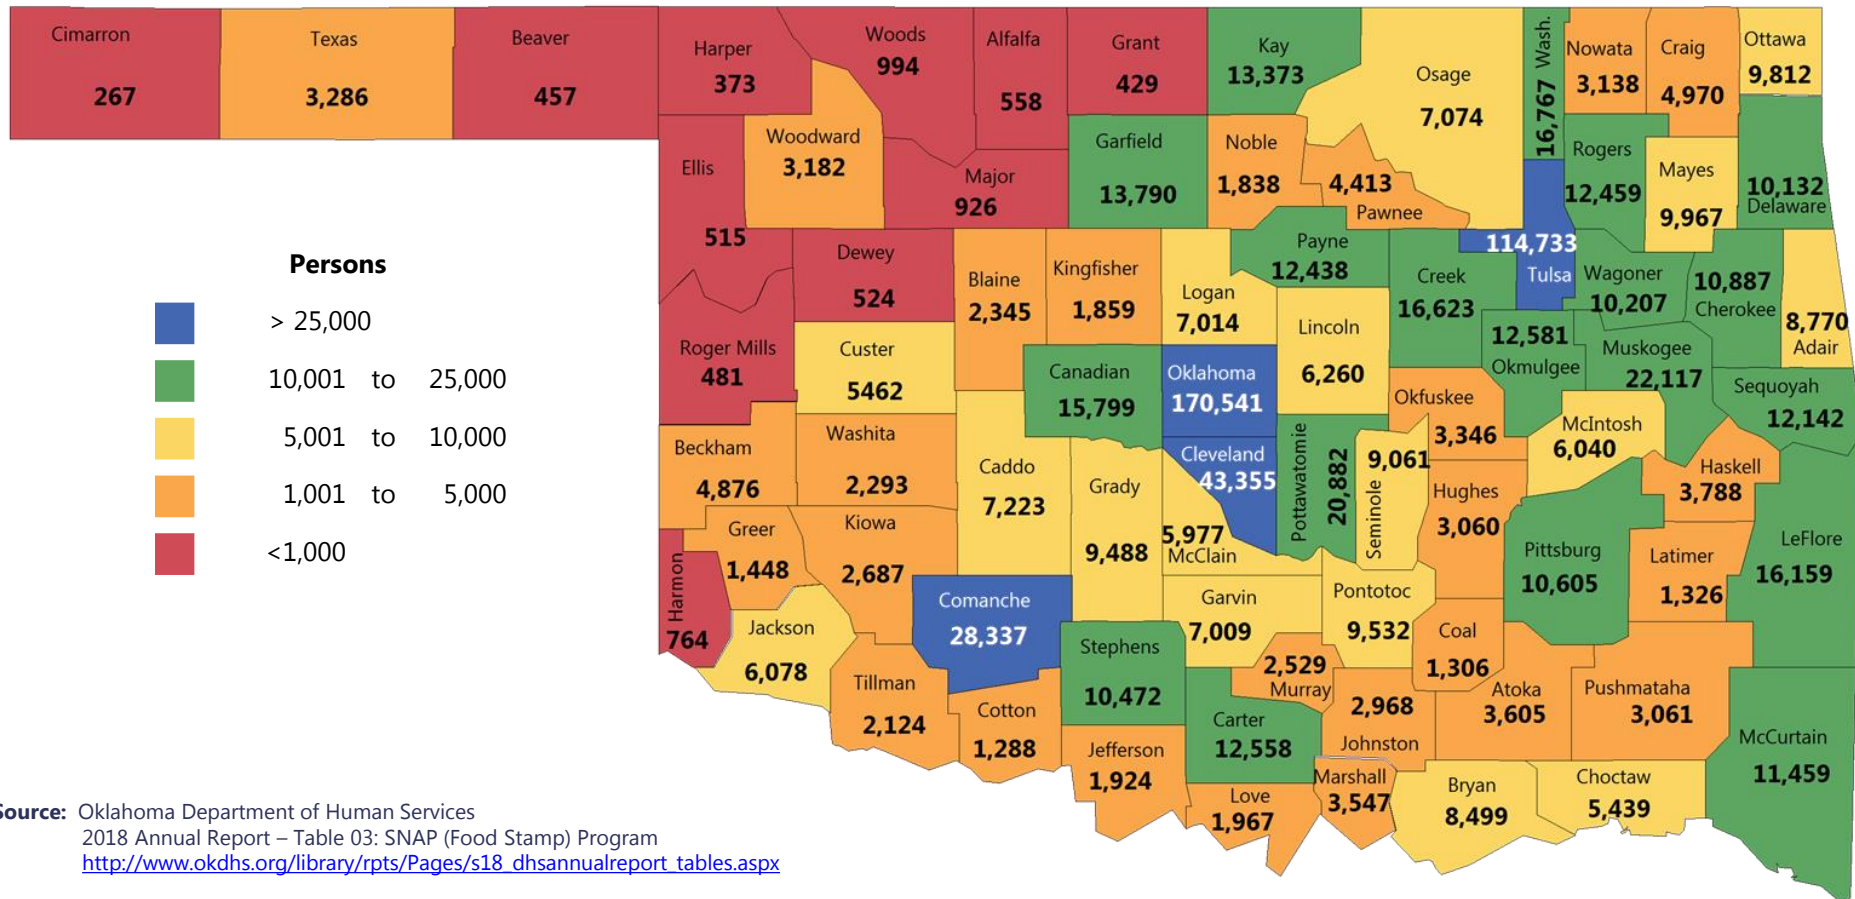 Cimarron
267
Texas
3,286
Beaver
457
Harper
373
Woods
994
Alfalfa
558
Grant
429
Kay
13,373
Osage
7,074
Wash.
16,767
Nowata
3,138
Craig
4,970
Ottawa
9,812
Ellis
515
Woodward
3,182
Major
926
Garfield
13,790
Noble
1,838
4,413
Pawnee
Rogers
12,459
Mayes
9,967
10,132
Delaware
Dewey
524
Blaine
2,345
Kingfisher
1,859
Logan
7,014
Payne
12,438
Creek
16,623
114,733
Tulsa
Wagoner
10,207
10,887
Cherokee
8,770
Adair
Roger Mills
481
Custer
5462
Canadian
15,799
Oklahoma
170,541
Lincoln
6,260
12,581
Okmulgee
Muskogee
22,117
Sequoyah
12,142
Beckham
4,876
Washita
2,293
Caddo
7,223
Grady
9,488
Cleveland
43,355
5,977
McClain
Pottawatomie
20,882
Seminole
9,061
Okfuskee
3,346
Hughes
3,060
McIntosh
6,040
Haskell
3,788
Pittsburg
10,605
Latimer
1,326
LeFlore
16,159
Harmon
764
Greer
1,448
Kiowa
2,687
Jackson
6,078
Comanche
28,337
Tillman
2,124
Cotton
1,288
Stephens
10,472
Garvin
7,009
Pontotoc
9,532
2,529
Murray
Coal
1,306
Atoka
3,605
Pushmataha
3,061
McCurtain
11,459
Jefferson
1,924
Carter
12,558
2,968
Johnston
Love
1,967
Marshall
3,547
Bryan
8,499
Choctaw
5,439
Persons
> 25,000
10,001 to 25,000
5,001 to 10,000
1,001 to 5,000
<1,000
Source: Oklahoma Department of Human Services
2018 Annual Report – Table 03: SNAP (Food Stamp) Program
http://www.okdhs.org/library/rpts/Pages/s18_dhsannualreport_tables.aspx